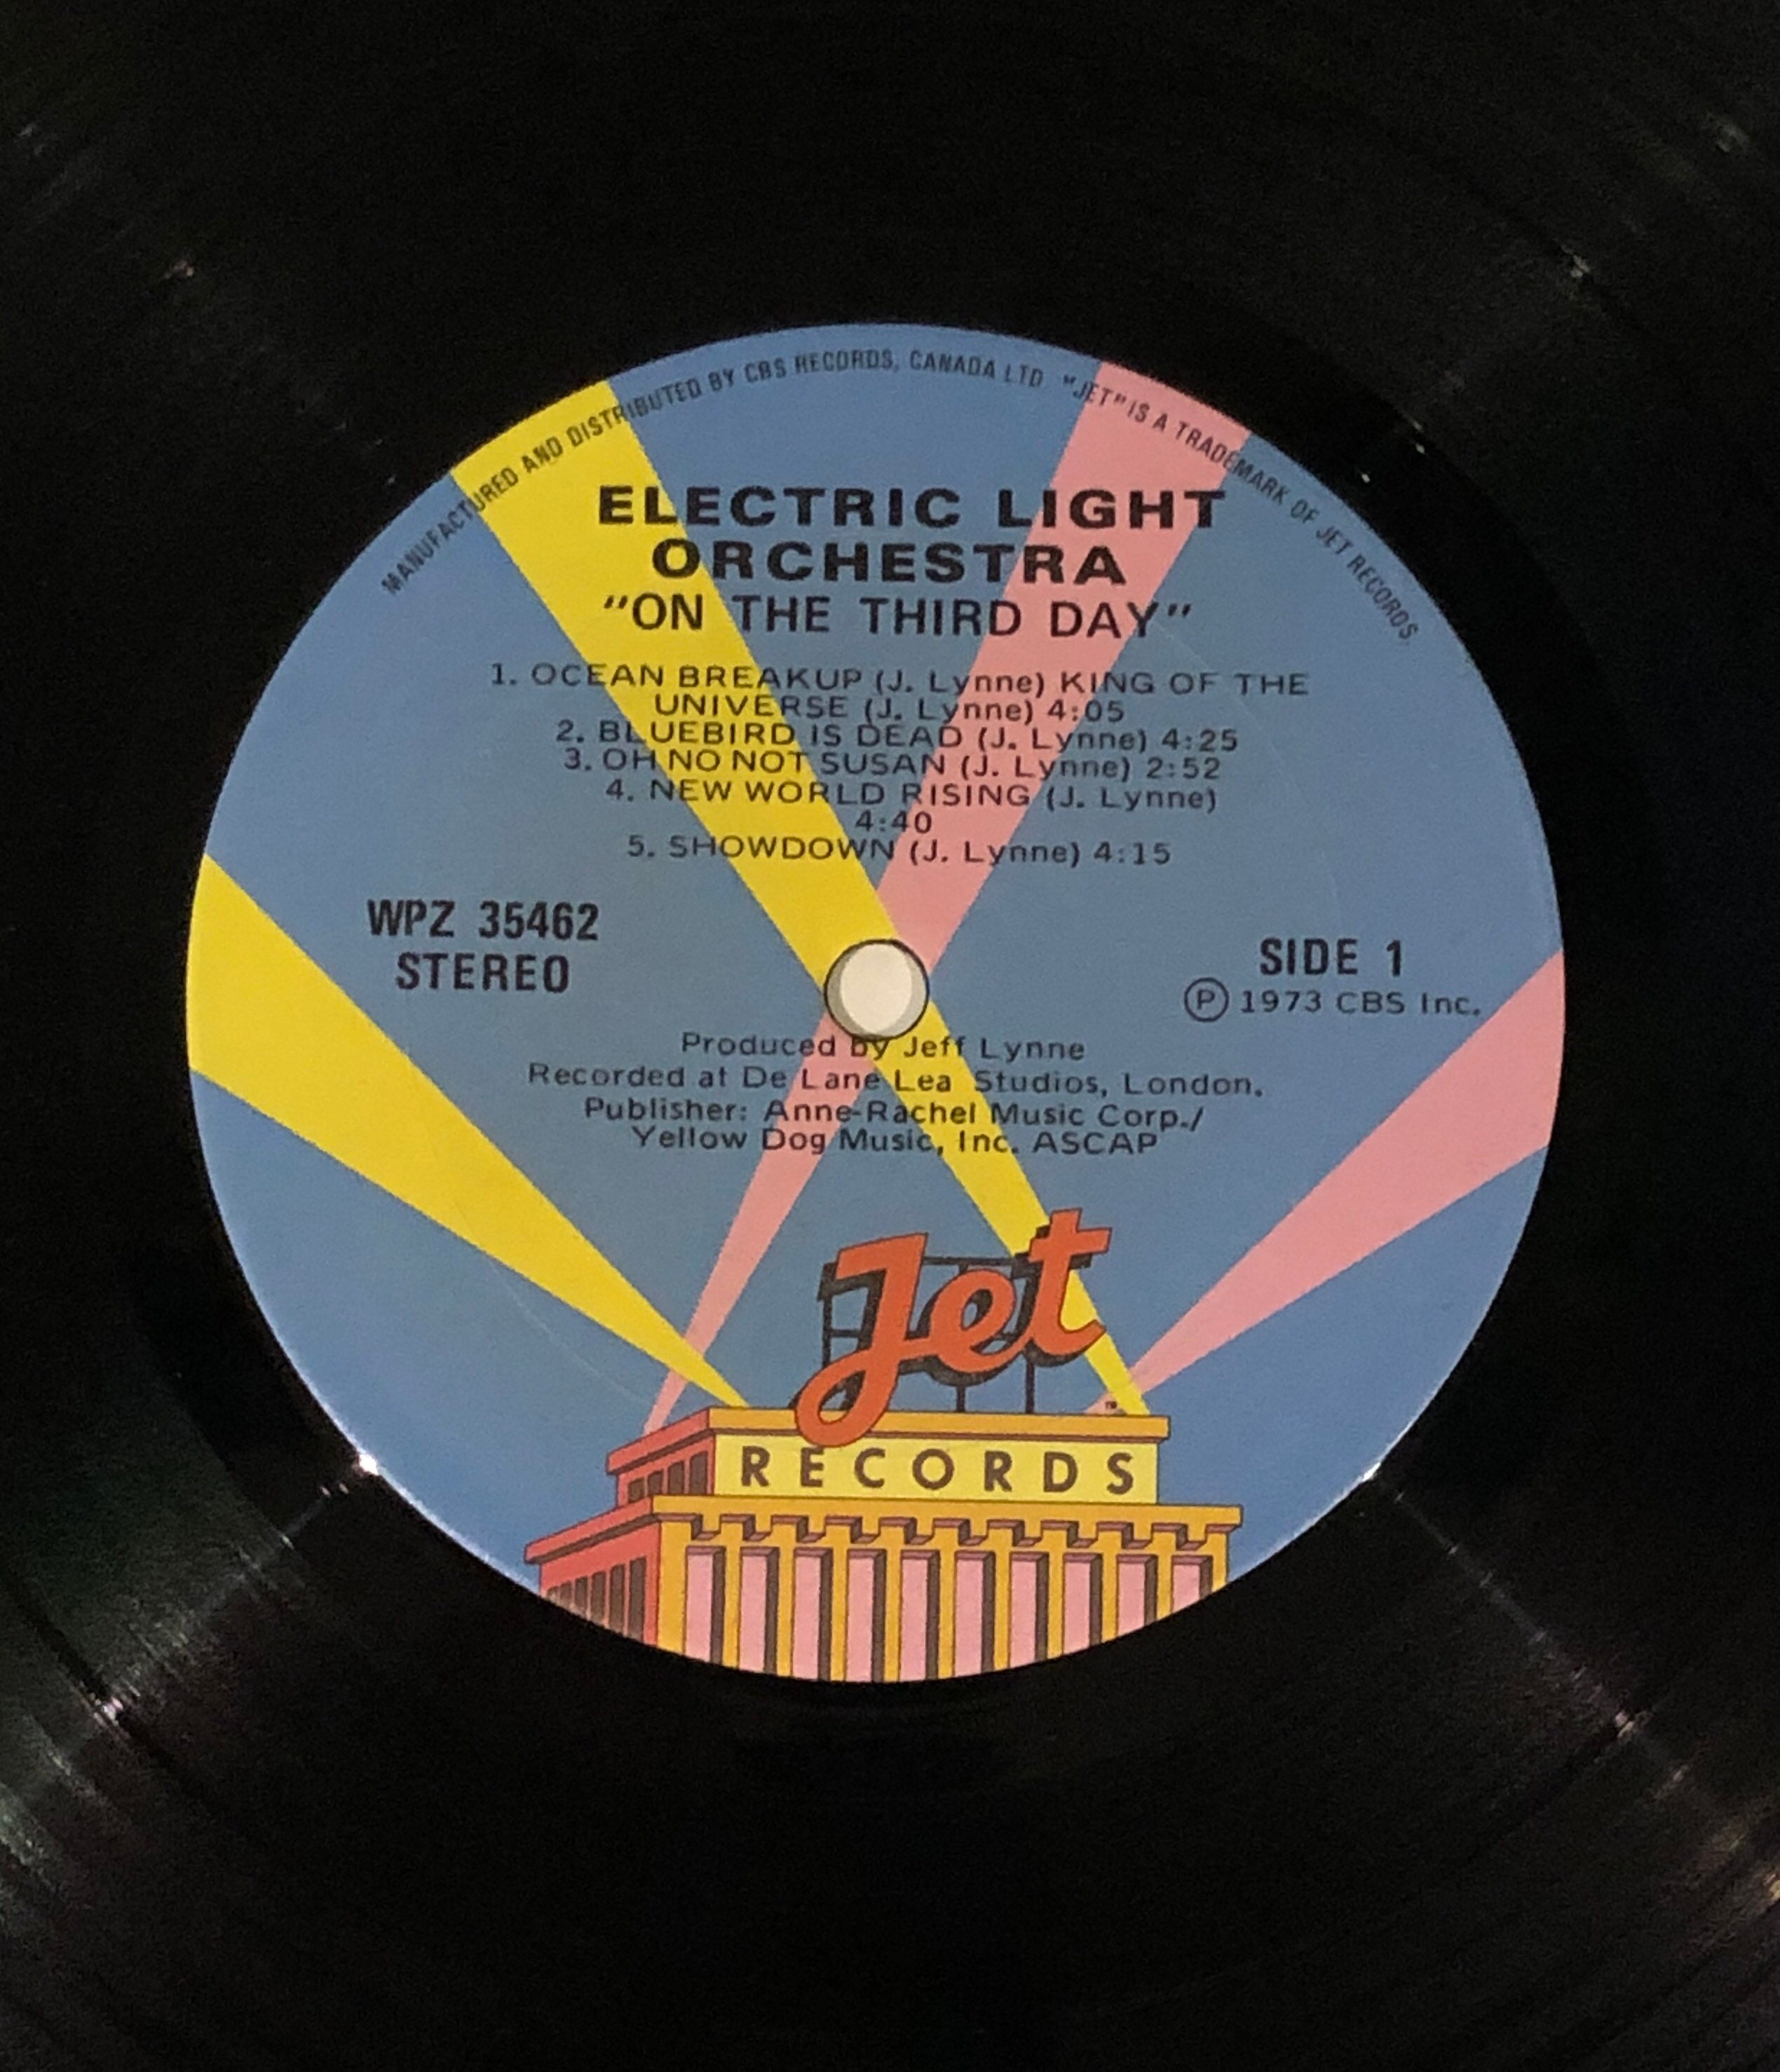 MANUFACTURED AND DISTRIBUTED BY CBS RECORDS, CANADA LTD "JET" IS A TRADEMARK OF JET RECORDS.
ELECTRIC LIGHT
ORCHESTRA
"ON THE THIRD DAY"
1. OCEAN BREAKUP (J. Lynne) KING OF THE
UNIVERSE (J. Lynne) 4:05
2. BLUEBIRD IS DEAD (J. Lynne) 4:25
3. OH NO NOT SUSAN (J. Lynne) 2:52
4. NEW WORLD RISING (J. Lynne)
4:40
5. SHOWDOWN (J. Lynne) 4:15
WPZ 35462
STEREO
SIDE 1
Ⓟ 1973 CBS Inc.
Produced by Jeff Lynne
Recorded at De Lane Lea Studios, London.
Publisher: Anne-Rachel Music Corp./
Yellow Dog Music, Inc. ASCAP
Jet
™
RECORDS